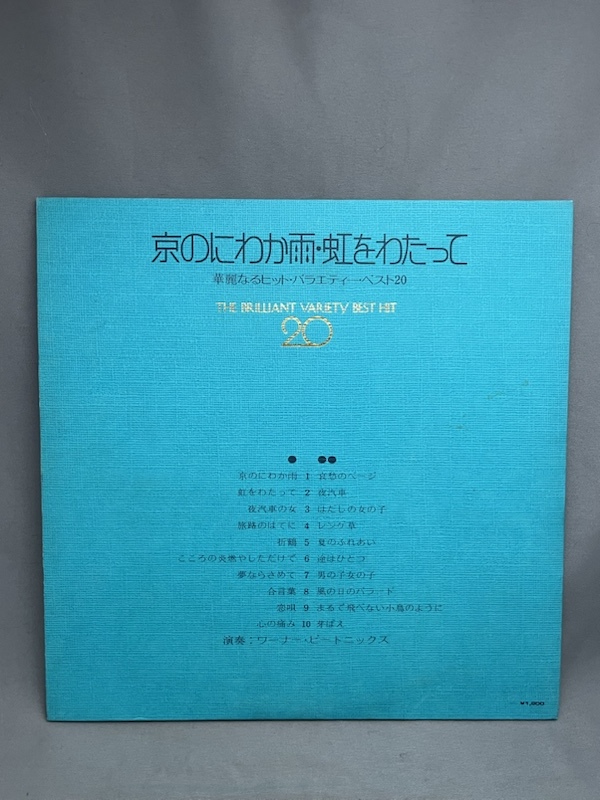 京のにわか雨・虹をわたって
華麗なるヒット・バラエティー・ベスト20
THE BRILLIANT VARIETY BEST HIT
20
京のにわか雨 1 哀愁のページ
虹をわたって 2 夜汽車
夜汽車の女 3 はだしの女の子
旅路のはてに 4 レンゲ草
折鶴 5 夏のふれあい
こころの炎燃やしただけで 6 道はひとつ
夢ならさめて 7 男の子女の子
合言葉 8 風の日のバラード
恋唄 9 まるで飛べない小鳥のように
心の痛み 10 芽ばえ
演奏：ワーナー・ビートニックス
¥1,800